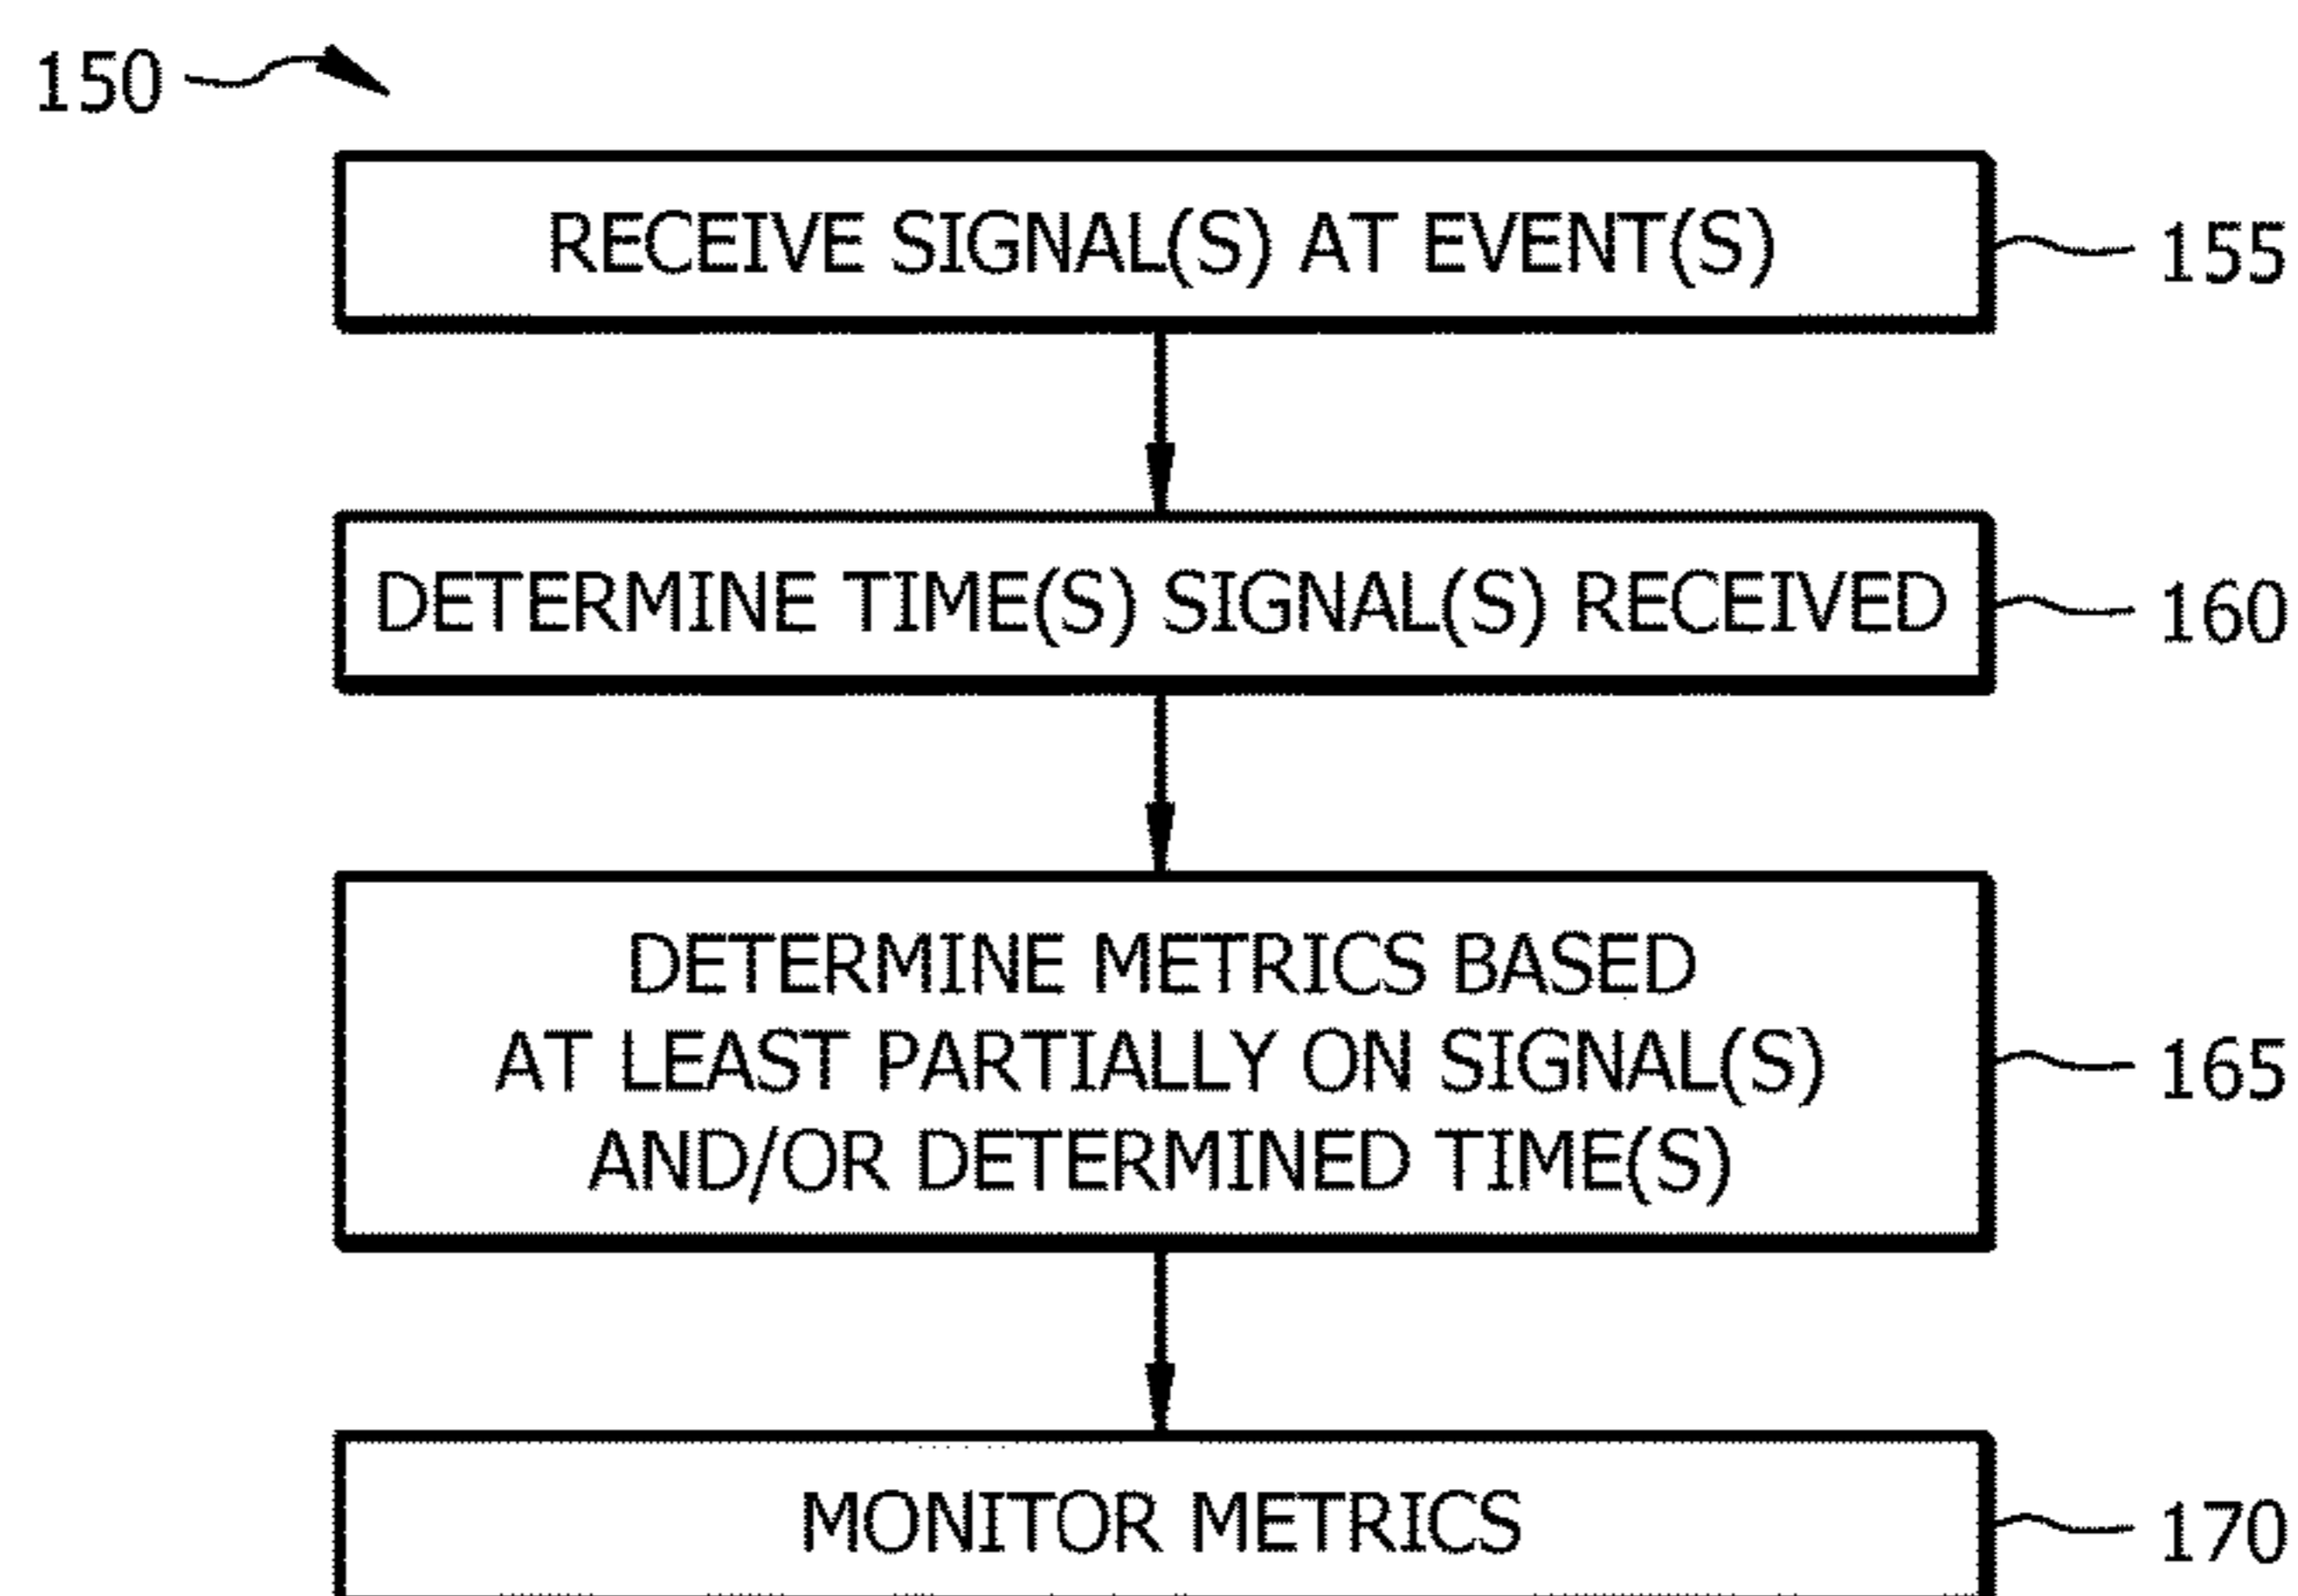 150
RECEIVE SIGNAL(S) AT EVENT(S)
155
DETERMINE TIME(S) SIGNAL(S) RECEIVED
160
DETERMINE METRICS BASED
AT LEAST PARTIALLY ON SIGNAL(S)
AND/OR DETERMINED TIME(S)
165
MONITOR METRICS
170